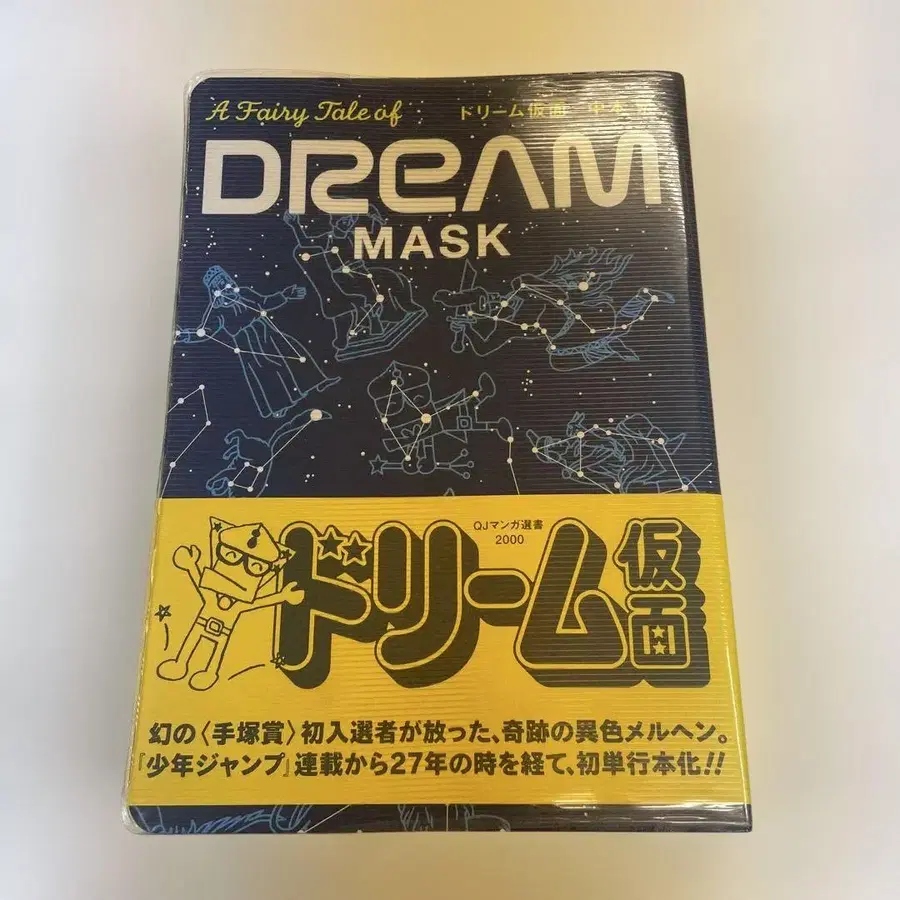 A Fairy Tale of
ドリーム仮面 中本
DREAM
MASK
QJマンガ選書
2000
ドリーム仮面
幻の〈手塚賞〉初入選者が放った、奇跡の異色メルヘン。
『少年ジャンプ』連載から27年の時を経て、初単行本化!!